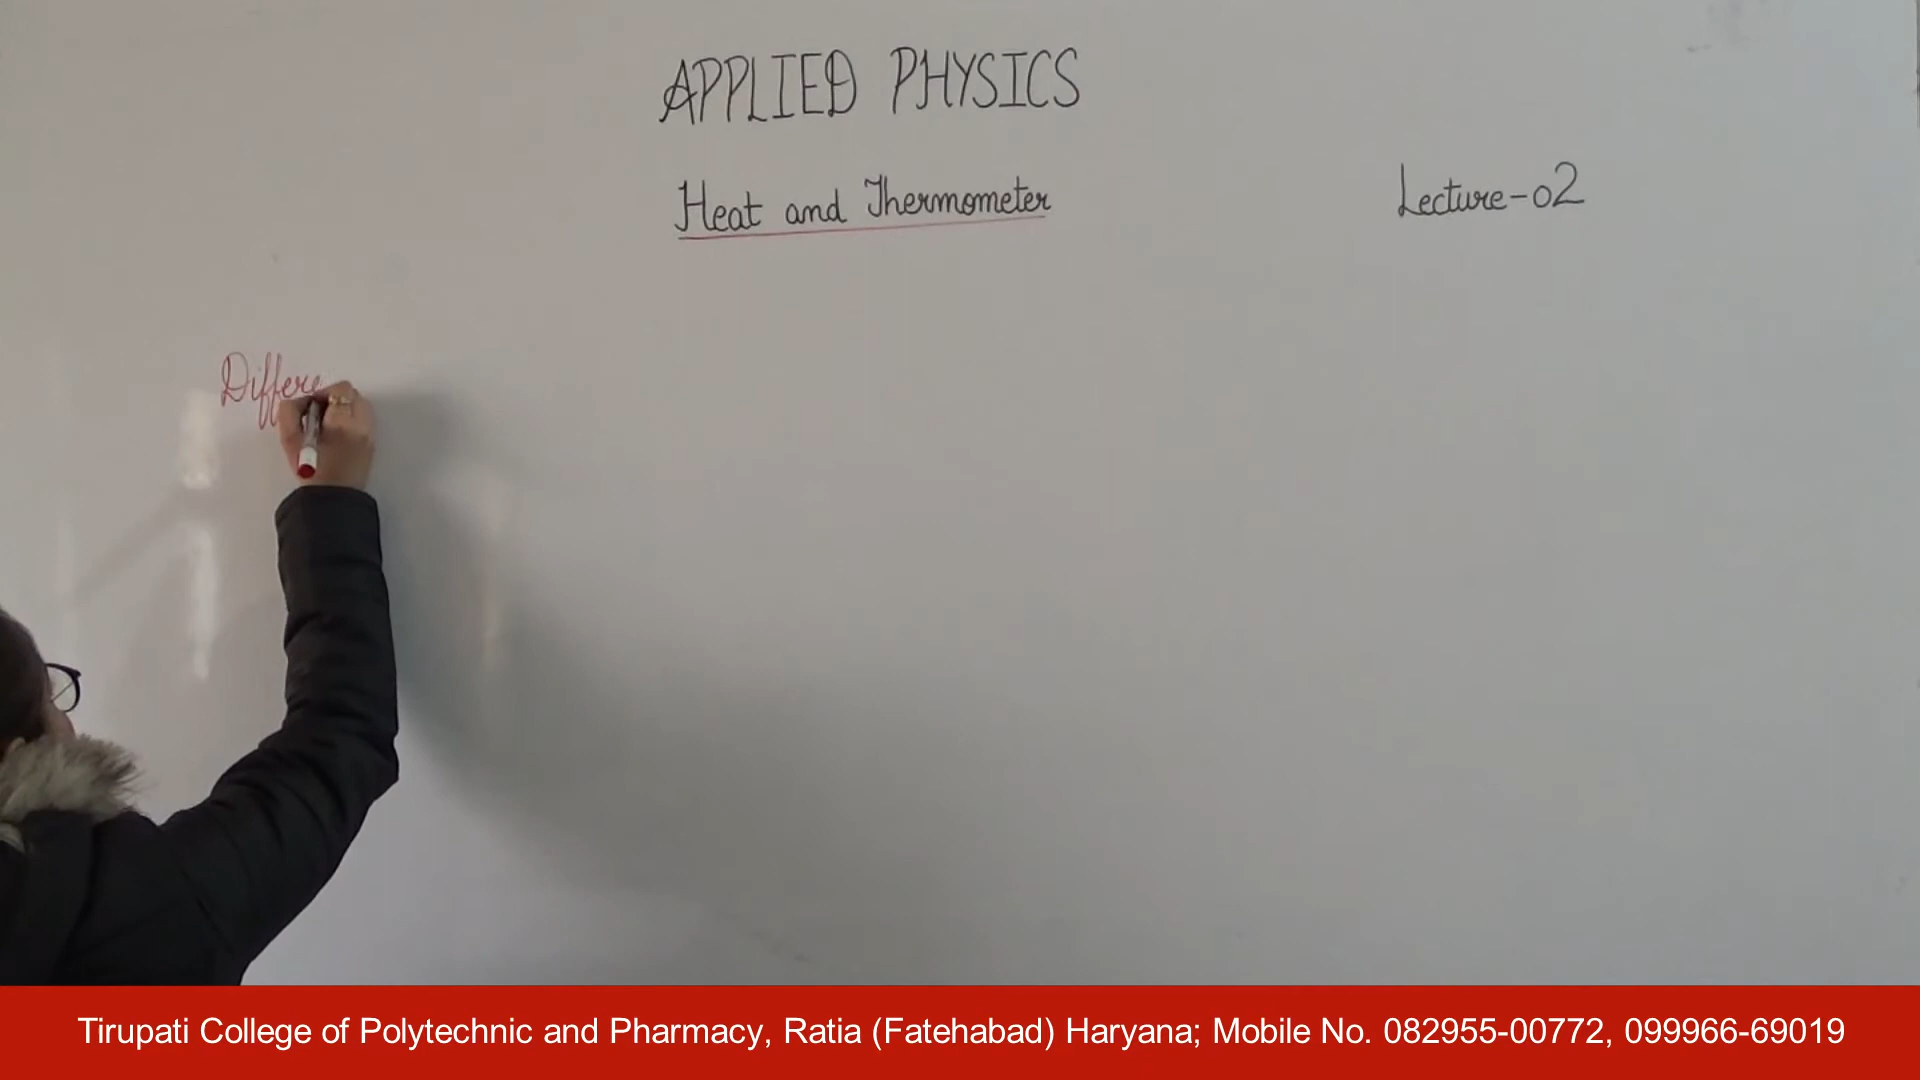 APPLIED PHYSICS
Heat and Thermometer
Lecture-02
Differe
Tirupati College of Polytechnic and Pharmacy, Ratia (Fatehabad) Haryana; Mobile No. 082955-00772, 099966-69019